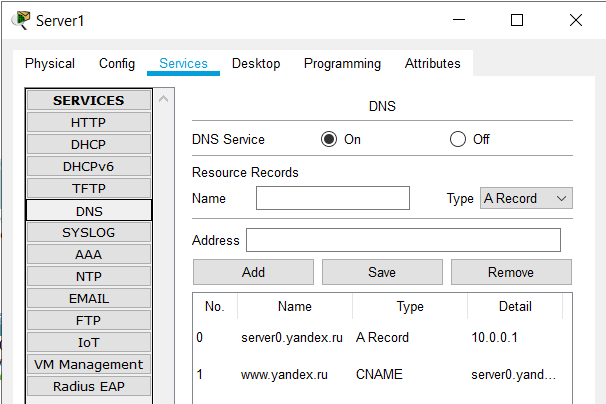 Server1
Physical Config Services Desktop Programming Attributes
SERVICES
HTTP
DHCP
DHCPv6
TFTP
DNS
SYSLOG
AAA
NTP
EMAIL
FTP
IoT
VM Management
Radius EAP
DNS
DNS Service On Off
Resource Records
Name Type A Record
Address
Add Save Remove
No. Name Type Detail
0 server0.yandex.ru A Record 10.0.0.1
1 www.yandex.ru CNAME server0.yand...